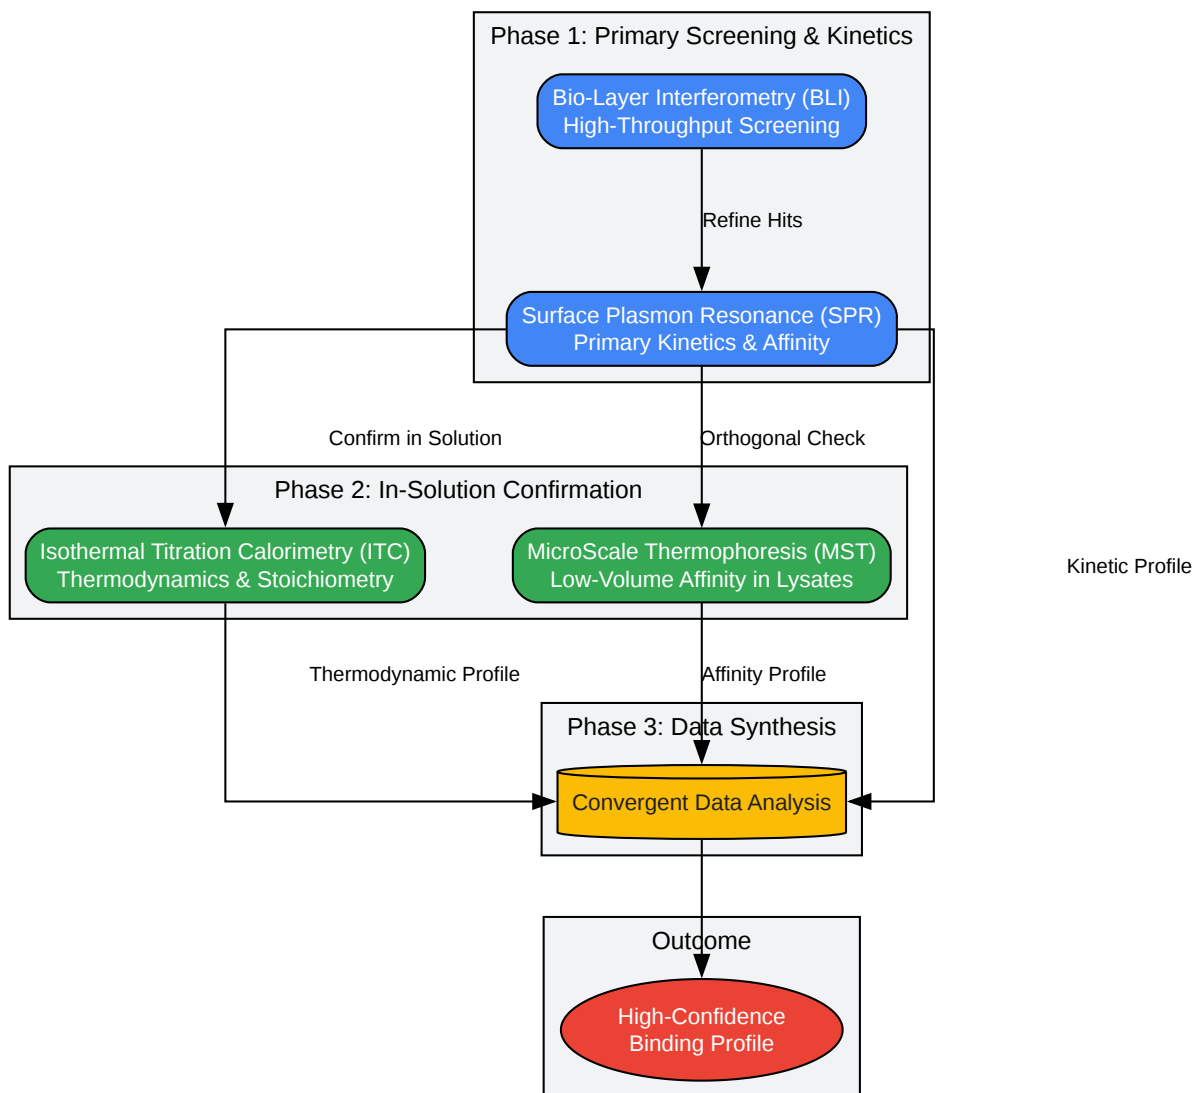 Phase 1: Primary Screening & Kinetics
Bio-Layer Interferometry (BLI)
High-Throughput Screening
Refine Hits
Surface Plasmon Resonance (SPR)
Primary Kinetics & Affinity
Confirm in Solution
Orthogonal Check
Phase 2: In-Solution Confirmation
Isothermal Titration Calorimetry (ITC)
Thermodynamics & Stoichiometry
MicroScale Thermophoresis (MST)
Low-Volume Affinity in Lysates
Kinetic Profile
Thermodynamic Profile
Affinity Profile
Phase 3: Data Synthesis
Convergent Data Analysis
Outcome
High-Confidence
Binding Profile